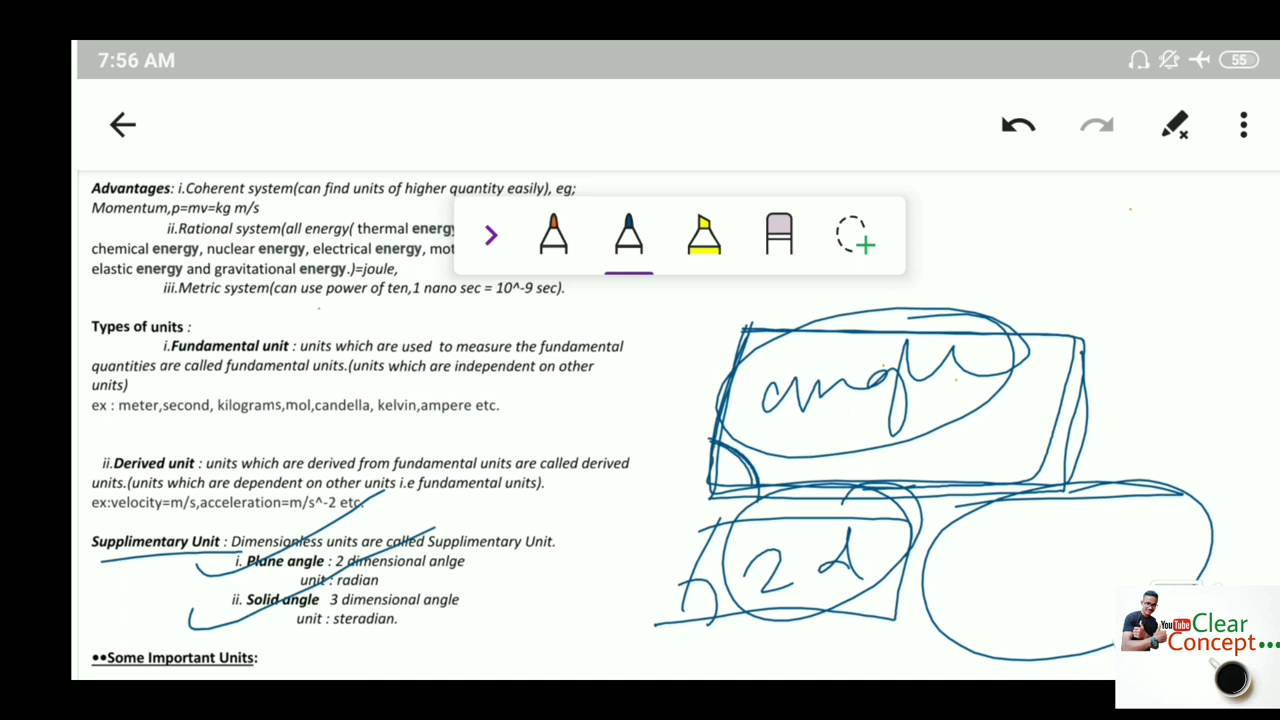 7:56 AM
55
Advantages: i.Coherent system(can find units of higher quantity easily), eg;
Momentum,p=mv=kg m/s
ii.Rational system(all energy( thermal energy
chemical energy, nuclear energy, electrical energy, mot
elastic energy and gravitational energy.)=joule,
iii.Metric system(can use power of ten,1 nano sec = 10^-9 sec).
Types of units :
i.Fundamental unit : units which are used to measure the fundamental
quantities are called fundamental units.(units which are independent on other
units)
ex : meter,second, kilograms,mol,candella, kelvin,ampere etc.
angle
ii.Derived unit : units which are derived from fundamental units are called derived
units.(units which are dependent on other units i.e fundamental units).
ex:velocity=m/s,acceleration=m/s^-2 etc.
Supplimentary Unit : Dimensionless units are called Supplimentary Unit.
i. Plane angle : 2 dimensional anlge
unit : radian
2 d
ii. Solid angle 3 dimensional angle
unit : steradian.
••Some Important Units:
YouTube Clear
Concept•••